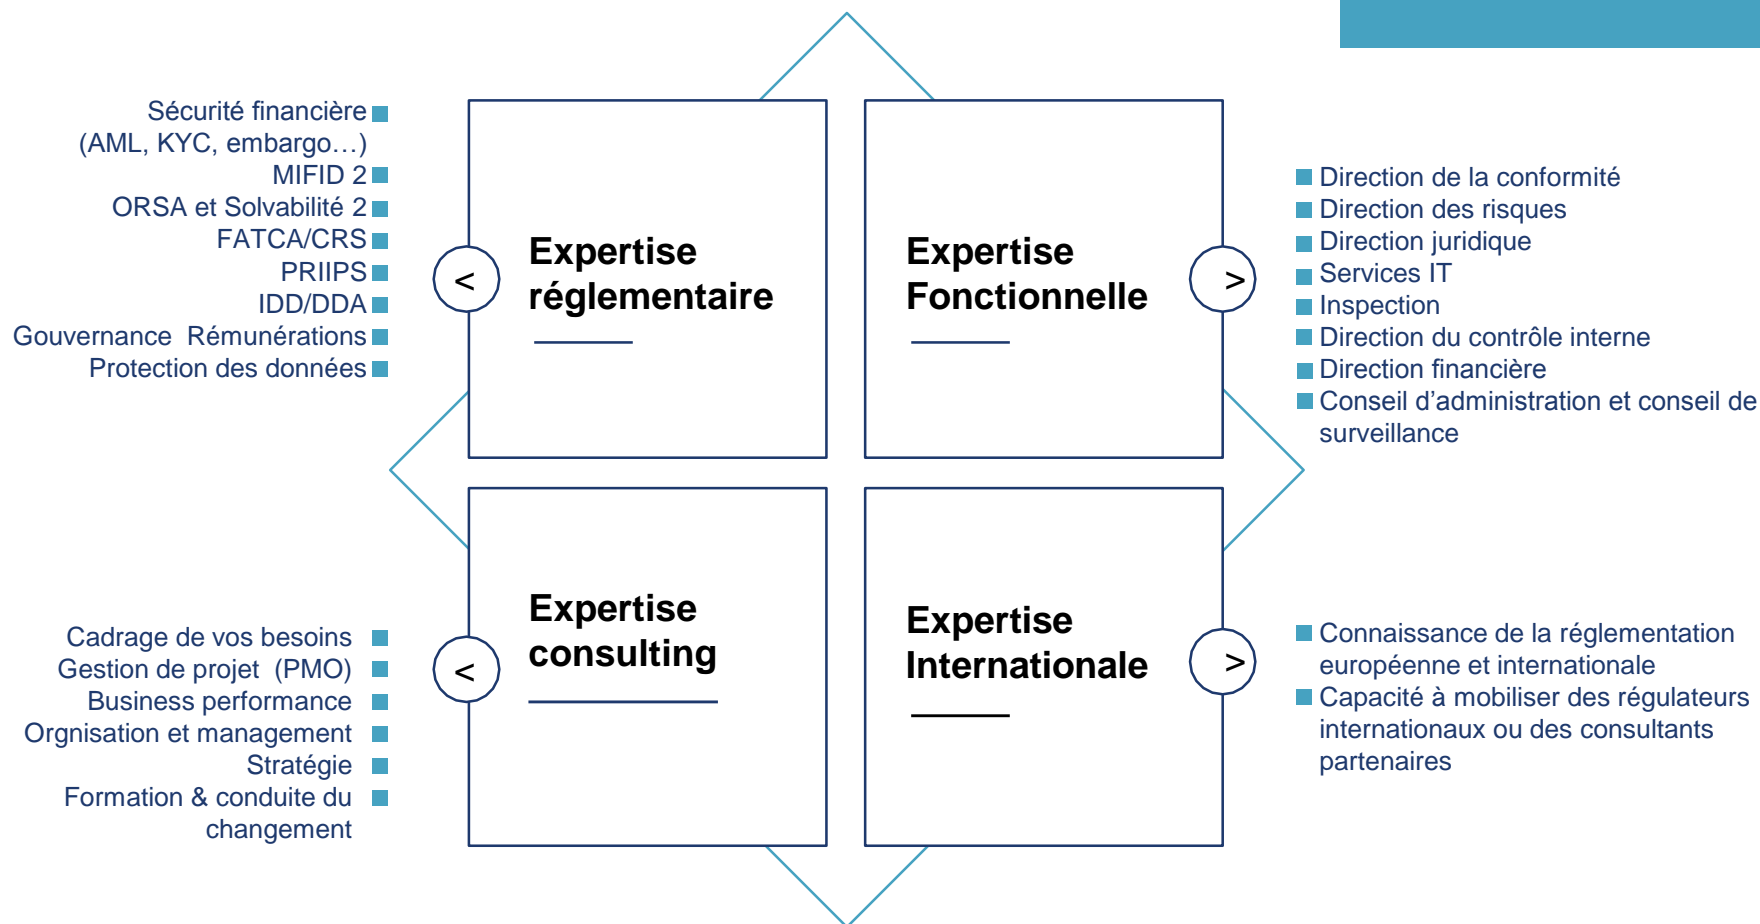 Sécurité financière
(AML, KYC, embargo…)
MIFID 2
ORSA et Solvabilité 2
FATCA/CRS
PRIIPS
IDD/DDA
Gouvernance  Rémunérations
Protection des données
<
Expertise
réglementaire
Expertise
Fonctionnelle
>
Direction de la conformité
Direction des risques
Direction juridique
Services IT
Inspection
Direction du contrôle interne
Direction financière
Conseil d’administration et conseil de
surveillance
Cadrage de vos besoins
Gestion de projet  (PMO)
Business performance
Orgnisation et management
Stratégie
Formation & conduite du
changement
<
Expertise
consulting
Expertise
Internationale
>
Connaissance de la réglementation
européenne et internationale
Capacité à mobiliser des régulateurs
internationaux ou des consultants
partenaires